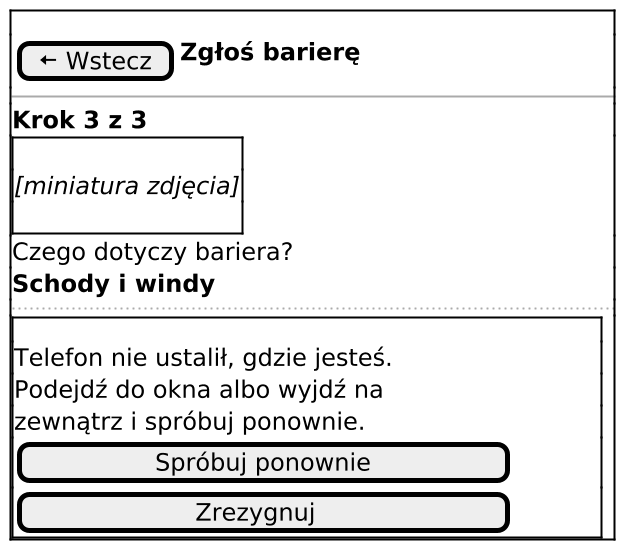 ← Wstecz Zgłoś barierę
Krok 3 z 3
[miniatura zdjęcia]
Czego dotyczy bariera?
Schody i windy
Telefon nie ustalił, gdzie jesteś.
Podejdź do okna albo wyjdź na
zewnątrz i spróbuj ponownie.
Spróbuj ponownie
Zrezygnuj